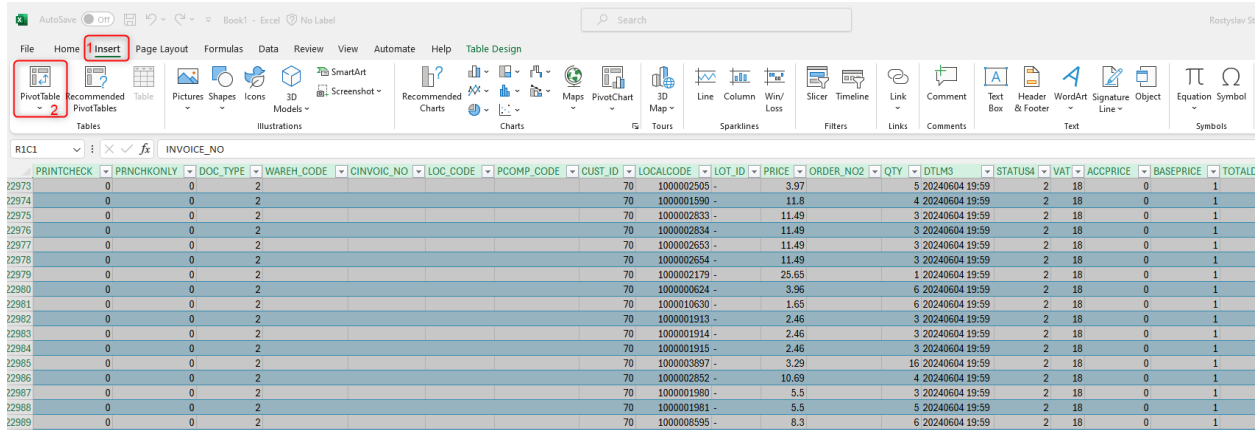 AutoSave Off Book1 - Excel No Label Search Rostyslav St
File Home 1 Insert Page Layout Formulas Data Review View Automate Help Table Design
PivotTable 2 Recommended PivotTables Table Pictures Shapes Icons 3D Models SmartArt Screenshot Recommended Charts Maps PivotChart 3D Map Line Column Win/Loss Slicer Timeline Link Comment Text Box Header & Footer WordArt Signature Line Object Equation Symbol
Tables Illustrations Charts Tours Sparklines Filters Links Comments Text Symbols
R1C1 fx INVOICE_NO
PRINTCHECK PRNCHKONLY DOC_TYPE WAREH_CODE CINVOIC_NO LOC_CODE PCOMP_CODE CUST_ID LOCALCODE LOT_ID PRICE ORDER_NO2 QTY DTLM3 STATUS4 VAT ACCPRICE BASEPRICE TOTALD
22973 0 0 2 70 1000002505 - 3.97 5 20240604 19:59 2 18 0 1
22974 0 0 2 70 1000001590 - 11.8 4 20240604 19:59 2 18 0 1
22975 0 0 2 70 1000002833 - 11.49 3 20240604 19:59 2 18 0 1
22976 0 0 2 70 1000002834 - 11.49 3 20240604 19:59 2 18 0 1
22977 0 0 2 70 1000002653 - 11.49 3 20240604 19:59 2 18 0 1
22978 0 0 2 70 1000002654 - 11.49 3 20240604 19:59 2 18 0 1
22979 0 0 2 70 1000002179 - 25.65 1 20240604 19:59 2 18 0 1
22980 0 0 2 70 1000000624 - 3.96 6 20240604 19:59 2 18 0 1
22981 0 0 2 70 1000010630 - 1.65 6 20240604 19:59 2 18 0 1
22982 0 0 2 70 1000001913 - 2.46 3 20240604 19:59 2 18 0 1
22983 0 0 2 70 1000001914 - 2.46 3 20240604 19:59 2 18 0 1
22984 0 0 2 70 1000001915 - 2.46 3 20240604 19:59 2 18 0 1
22985 0 0 2 70 1000003897 - 3.29 16 20240604 19:59 2 18 0 1
22986 0 0 2 70 1000002852 - 10.69 4 20240604 19:59 2 18 0 1
22987 0 0 2 70 1000001980 - 5.5 3 20240604 19:59 2 18 0 1
22988 0 0 2 70 1000001981 - 5.5 5 20240604 19:59 2 18 0 1
22989 0 0 2 70 1000008595 - 8.3 6 20240604 19:59 2 18 0 1